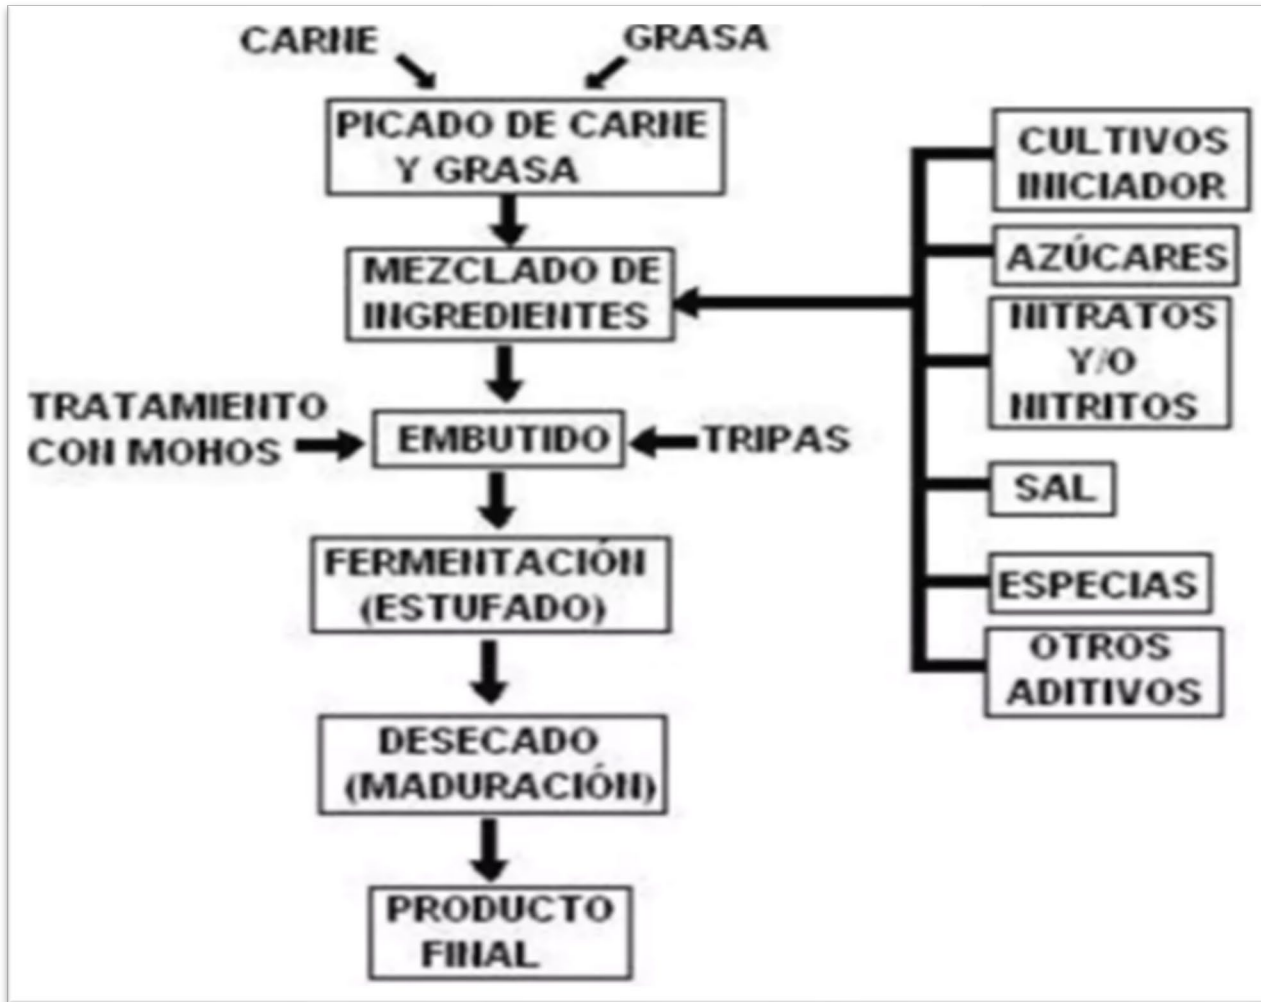 CARNE
GRASA
PICADO DE CARNE
Y GRASA
MEZCLADO DE
INGREDIENTES
TRATAMIENTO
CON MOHOS
EMBUTIDO
TRIPAS
FERMENTACIÓN
(ESTUFADO)
DESECADO
(MADURACIÓN)
PRODUCTO
FINAL
CULTIVOS
INICIADOR
AZÚCARES
NITRATOS
Y/O
NITRITOS
SAL
ESPECIAS
OTROS
ADITIVOS